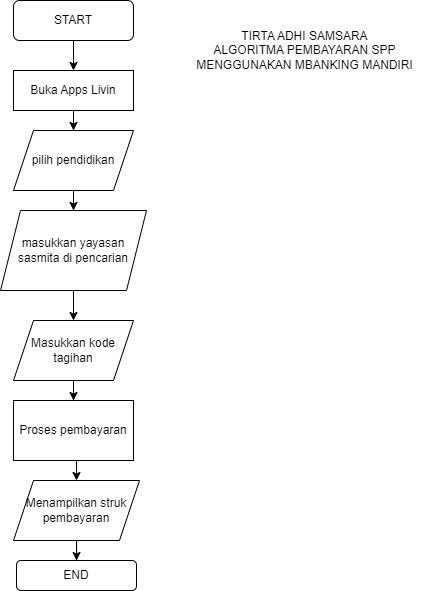 START
TIRTA ADHI SAMSARA
ALGORITMA PEMBAYARAN SPP
MENGGUNAKAN MBANKING MANDIRI
Buka Apps Livin
pilih pendidikan
masukkan yayasan
sasmita di pencarian
Masukkan kode
tagihan
Proses pembayaran
Menampilkan struk
pembayaran
END